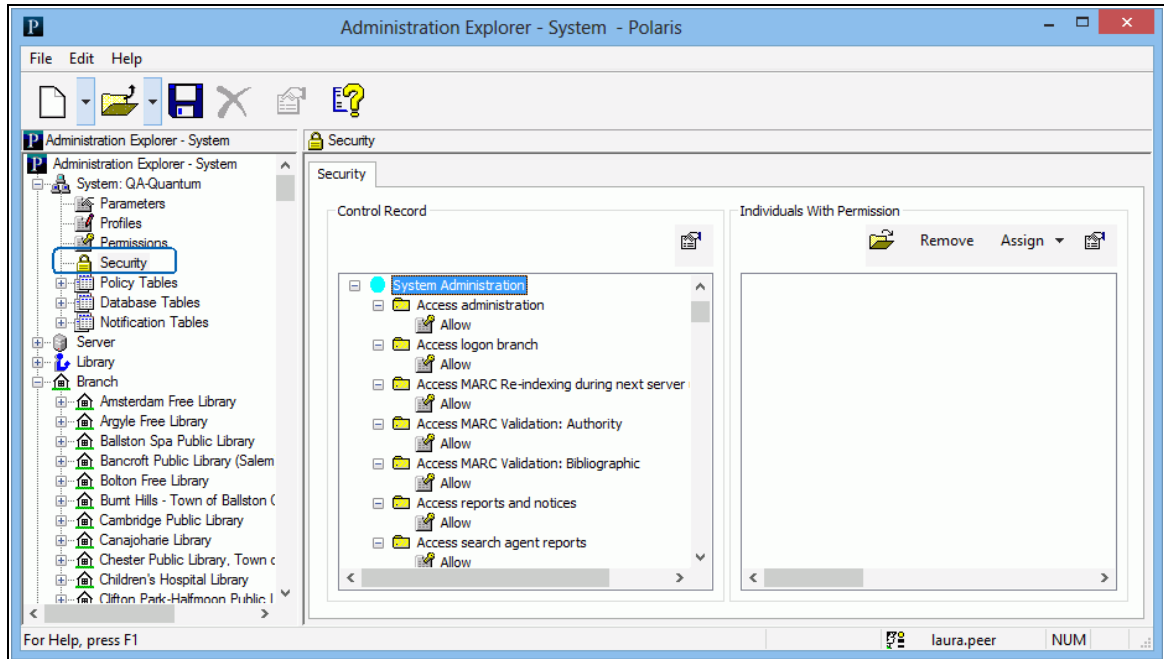 Administration Explorer - System - Polaris
File Edit Help
Administration Explorer - System
Security
Administration Explorer - System
System: QA-Quantum
Parameters
Profiles
Permissions
Security
Policy Tables
Database Tables
Notification Tables
Server
Library
Branch
Amsterdam Free Library
Argyle Free Library
Ballston Spa Public Library
Bancroft Public Library (Salem
Bolton Free Library
Burnt Hills - Town of Ballston C
Cambridge Public Library
Canajoharie Library
Chester Public Library, Town c
Children's Hospital Library
Clifton Park-Halfmoon Public L
Security
Control Record
System Administration
Access administration
Allow
Access logon branch
Allow
Access MARC Re-indexing during next server
Allow
Access MARC Validation: Authority
Allow
Access MARC Validation: Bibliographic
Allow
Access reports and notices
Allow
Access search agent reports
Allow
Individuals With Permission
Remove Assign
For Help, press F1
laura.peer NUM